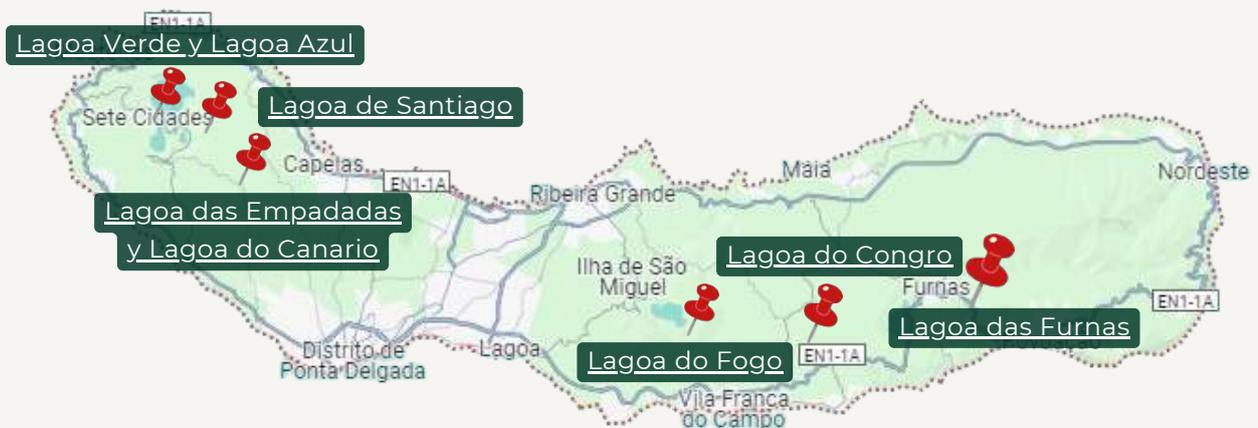 EN1-1A
Lagoa Verde y Lagoa Azul
Lagoa de Santiago
Sete Cidades
Capelas
EN1-1A
Maia
Nordeste
Ribeira Grande
Lagoa das Empadadas
y Lagoa do Canario
Lagoa do Congro
Ilha de São
Miguel
Furnas
EN1-1A
Lagoa das Furnas
Distrito de
Ponta Delgada
Lagoa
Lagoa do Fogo
EN1-1A
Vila Franca
do Campo